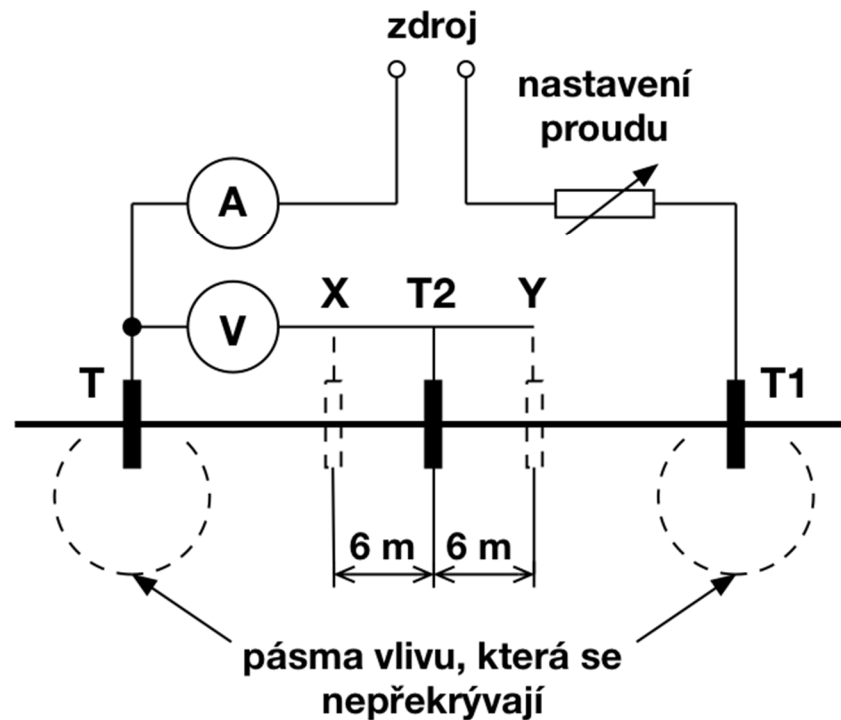 zdroj
nastavení
proudu
A
V
X
T2
Y
T
T1
6 m
6 m
pásma vlivu, která se
nepřekrývají